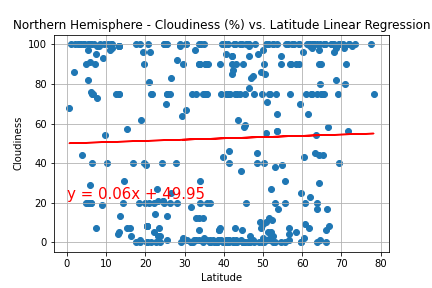 Northern Hemisphere - Cloudiness (%) vs. Latitude Linear Regression
100
80
60
40
20
0
Cloudiness
y = 0.06x + 49.95
0 10 20 30 40 50 60 70 80
Latitude